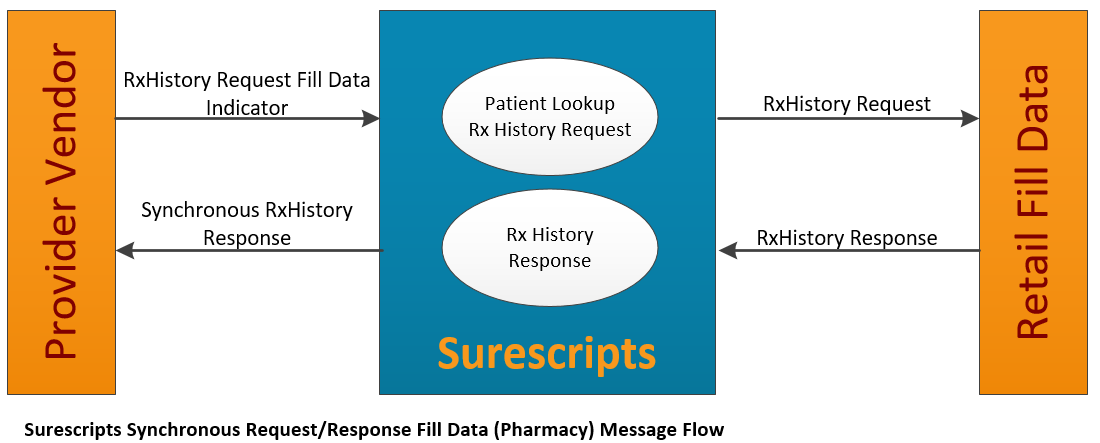 Provider Vendor
RxHistory Request Fill Data
Indicator
Synchronous RxHistory
Response
Patient Lookup
Rx History Request
Rx History
Response
Surescripts
RxHistory Request
RxHistory Response
Retail Fill Data
Surescripts Synchronous Request/Response Fill Data (Pharmacy) Message Flow